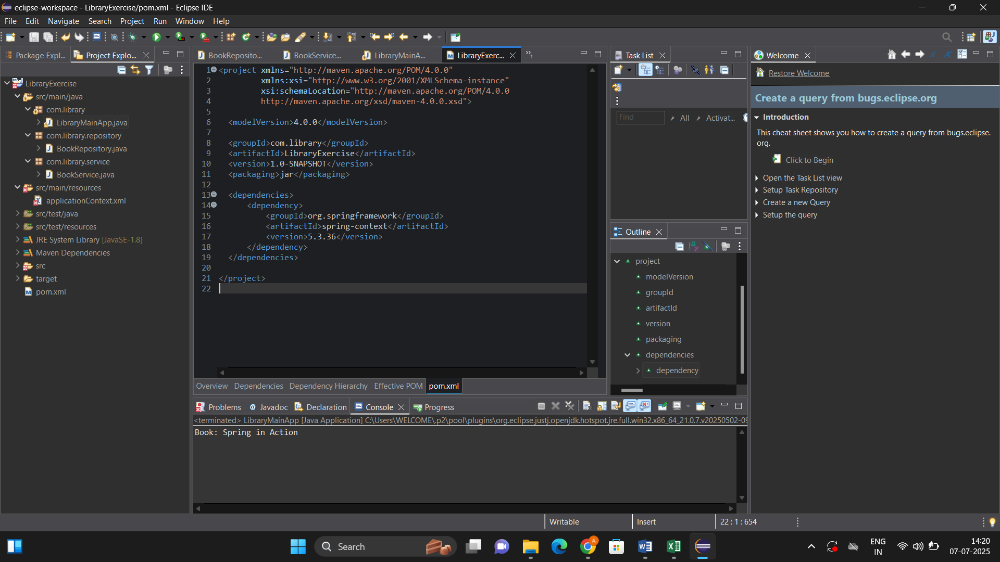 eclipse-workspace - LibraryExercise/pom.xml - Eclipse IDE
File Edit Navigate Search Project Run Window Help
Package Expl...
Project Explo...
LibraryExercise
src/main/java
com.library
LibraryMainApp.java
com.library.repository
BookRepository.java
com.library.service
BookService.java
src/main/resources
applicationContext.xml
src/test/java
src/test/resources
JRE System Library [JavaSE-1.8]
Maven Dependencies
src
target
pom.xml
BookReposito... BookService... LibraryMainA... LibraryExerc... »1
1 <project xmlns="http://maven.apache.org/POM/4.0.0"
2 xmlns:xsi="http://www.w3.org/2001/XMLSchema-instance"
3 xsi:schemaLocation="http://maven.apache.org/POM/4.0.0
4 http://maven.apache.org/xsd/maven-4.0.0.xsd">
5
6 <modelVersion>4.0.0</modelVersion>
7
8 <groupId>com.library</groupId>
9 <artifactId>LibraryExercise</artifactId>
10 <version>1.0-SNAPSHOT</version>
11 <packaging>jar</packaging>
12
13 <dependencies>
14 <dependency>
15 <groupId>org.springframework</groupId>
16 <artifactId>spring-context</artifactId>
17 <version>5.3.36</version>
18 </dependency>
19 </dependencies>
20
21 </project>
22
Overview Dependencies Dependency Hierarchy Effective POM pom.xml
Problems Javadoc Declaration Console Progress
<terminated> LibraryMainApp [Java Application] C:\Users\WELCOME\.p2\pool\plugins\org.eclipse.justj.openjdk.hotspot.jre.full.win32.x86_64_21.0.7.v20250502-09
Book: Spring in Action
Task List
Find All Activat...
Outline
project
modelVersion
groupId
artifactId
version
packaging
dependencies
dependency
Welcome
Restore Welcome
Create a query from bugs.eclipse.org
Introduction
This cheat sheet shows you how to create a query from bugs.eclipse.
org.
Click to Begin
Open the Task List view
Setup Task Repository
Create a new Query
Setup the query
Writable Insert 22 : 1 : 654
Search
ENG
IN
14:20
07-07-2025